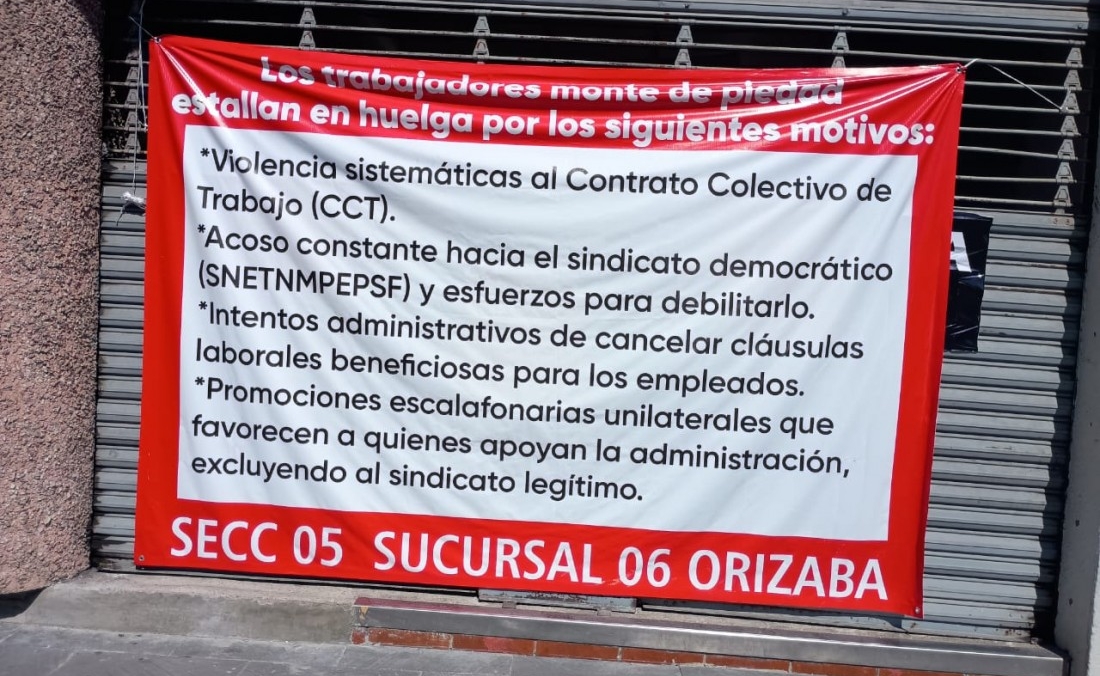 Los trabajadores monte de piedad
estallan en huelga por los siguientes motivos:
*Violencia sistemáticas al Contrato Colectivo de
Trabajo (CCT).
*Acoso constante hacia el sindicato democrático
(SNETNMPEPSF) y esfuerzos para debilitarlo.
*Intentos administrativos de cancelar cláusulas
laborales beneficiosas para los empleados.
*Promociones escalafonarias unilaterales que
favorecen a quienes apoyan la administración,
excluyendo al sindicato legítimo.
SECC 05 SUCURSAL 06 ORIZABA